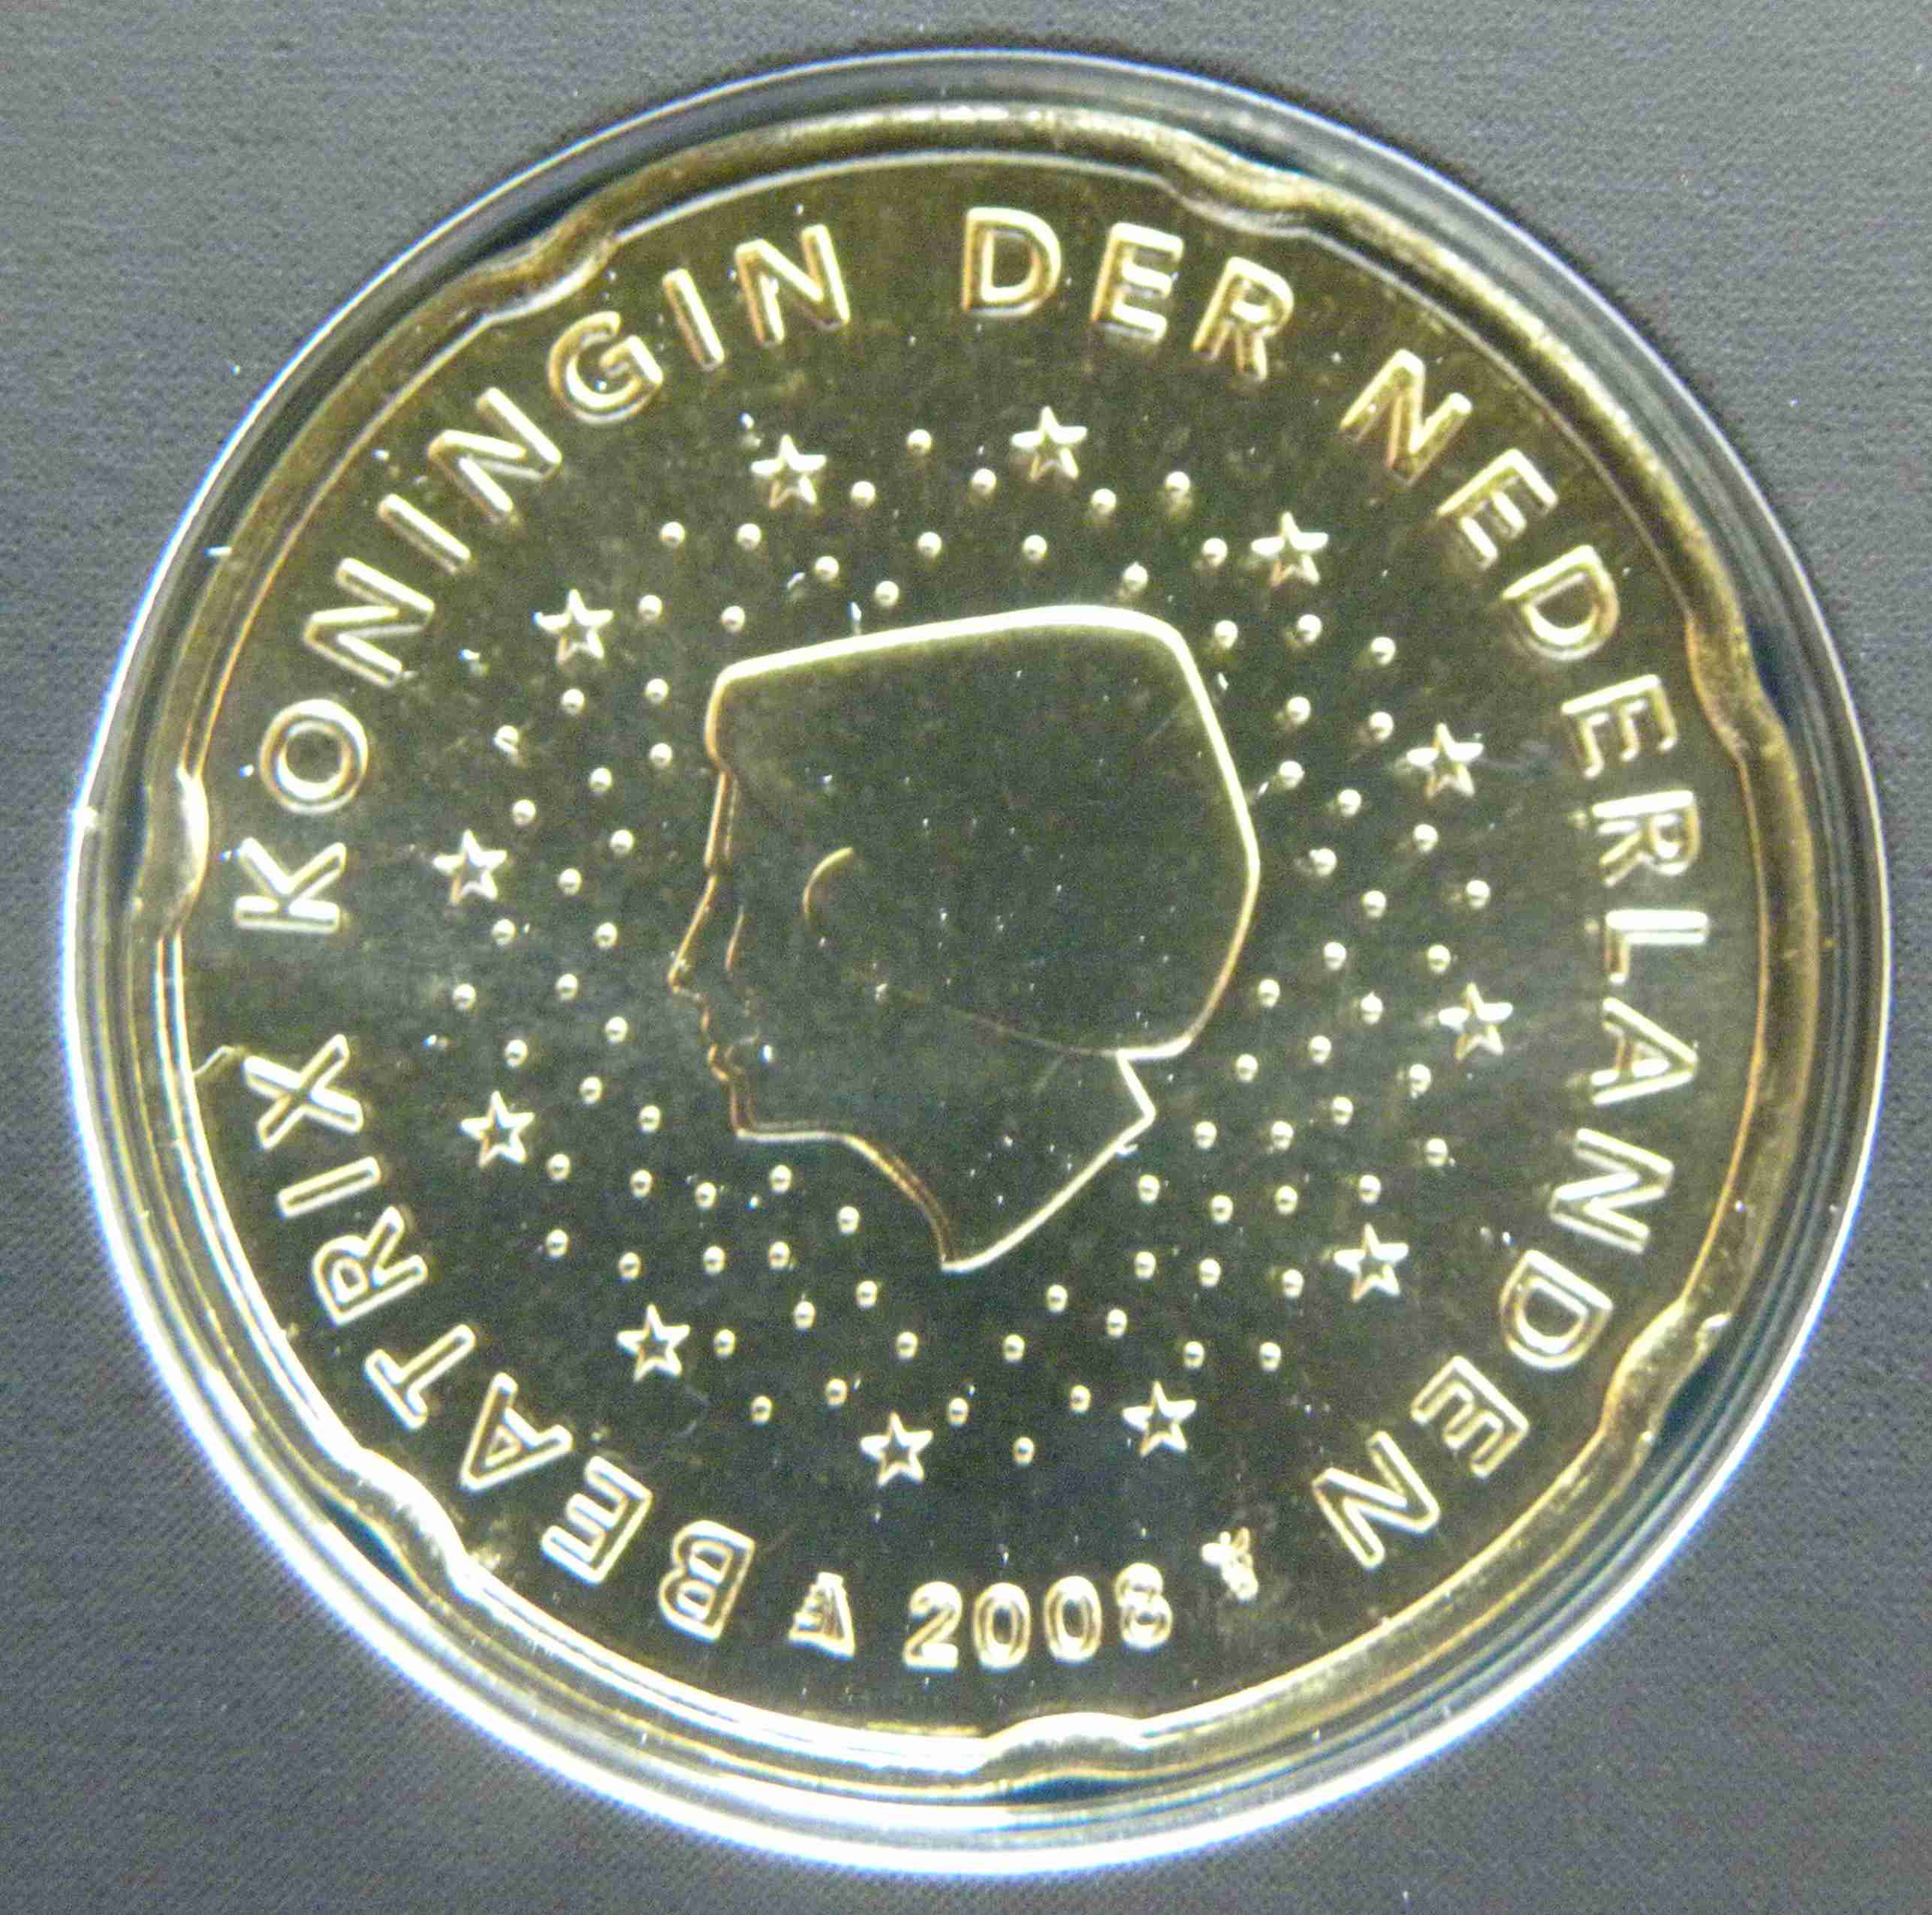 BEATRIX KONINGIN DER NEDERLANDEN
2008